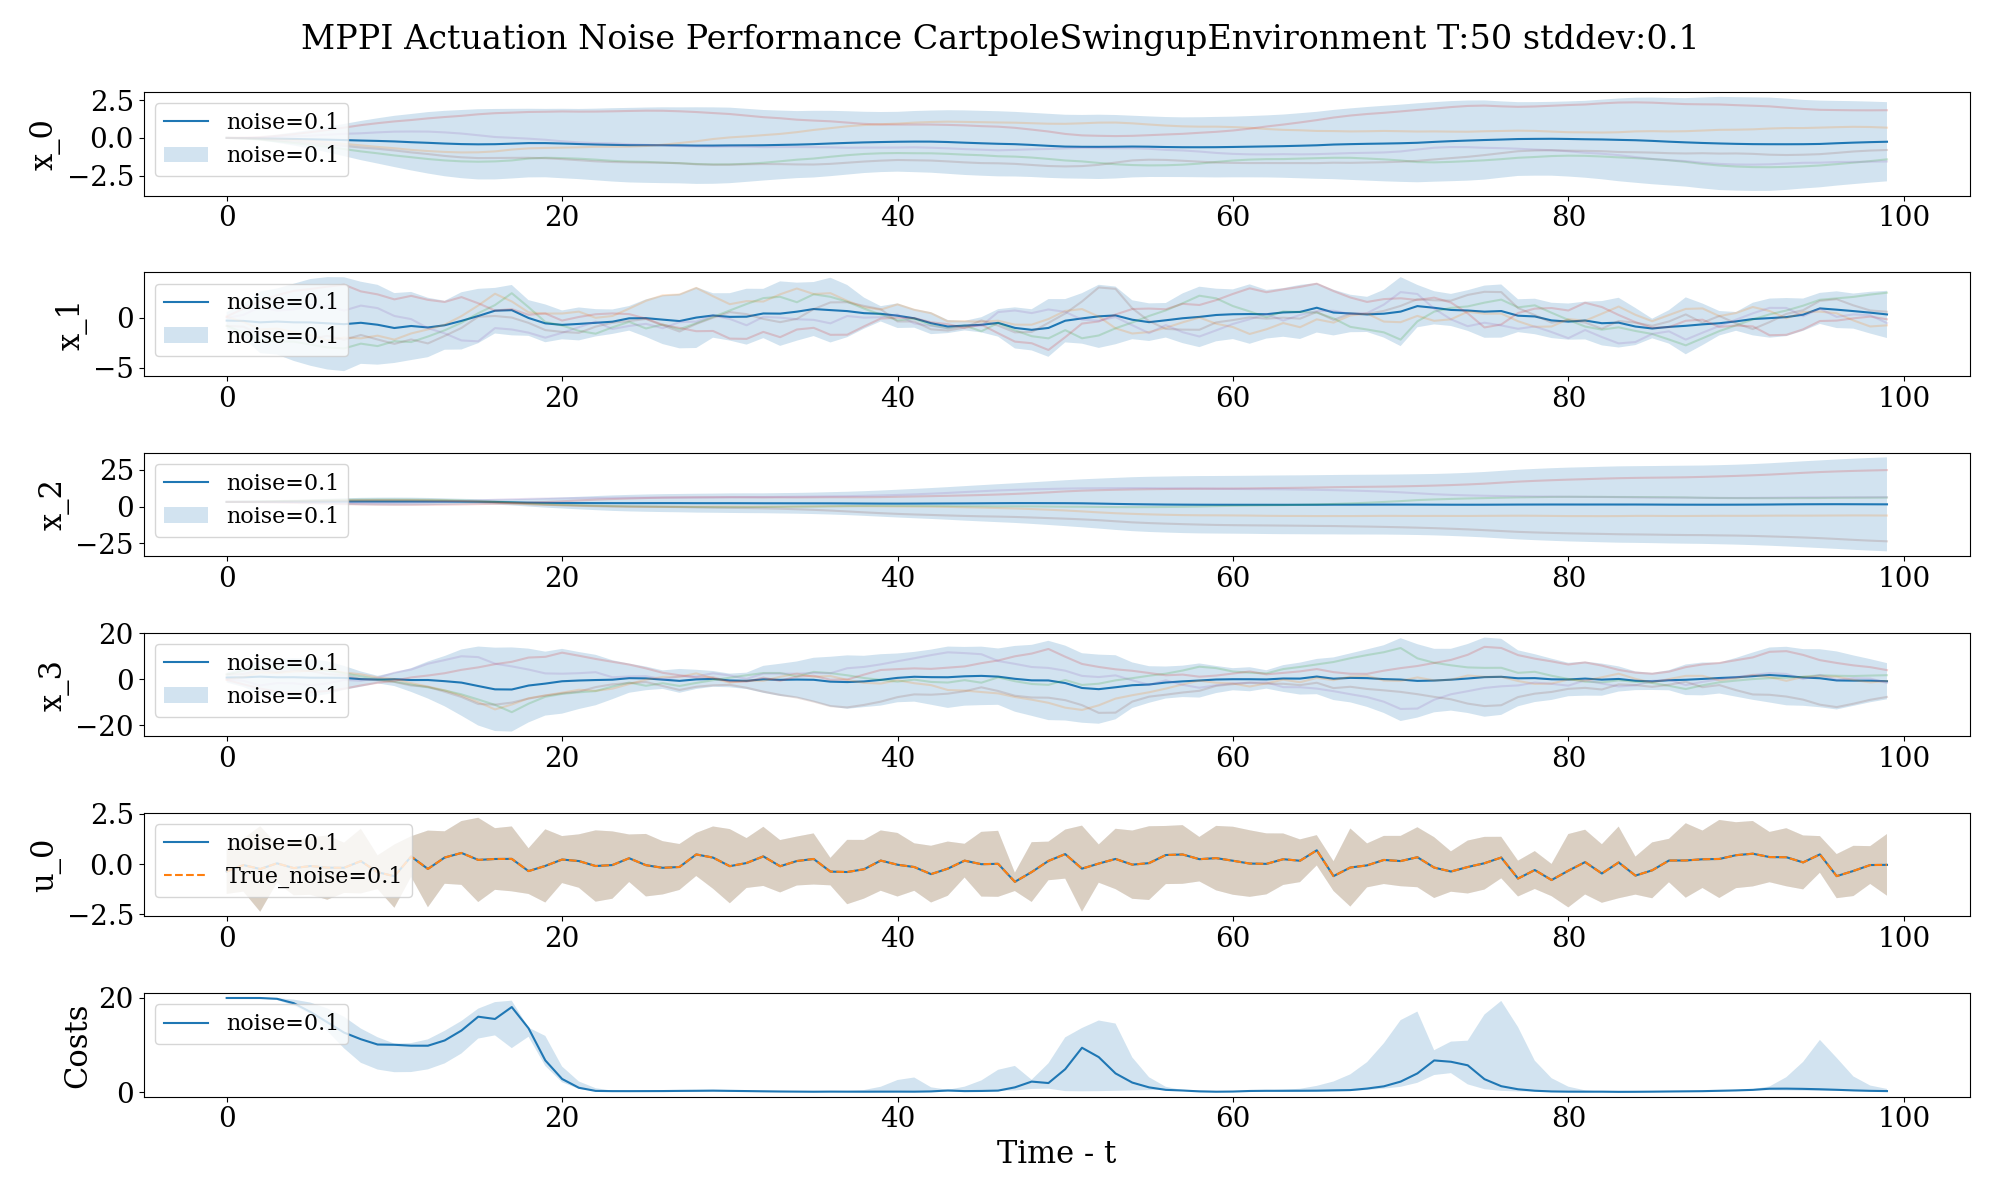 MPPI Actuation Noise Performance CartpoleSwingupEnvironment T:50 stddev:0.1
x_0
2.5
0.0
−2.5
noise=0.1
noise=0.1
0 20 40 60 80 100
x_1
0
−5
noise=0.1
noise=0.1
0 20 40 60 80 100
x_2
25
0
−25
noise=0.1
noise=0.1
0 20 40 60 80 100
x_3
20
0
−20
noise=0.1
noise=0.1
0 20 40 60 80 100
u_0
2.5
0.0
−2.5
noise=0.1
True_noise=0.1
0 20 40 60 80 100
Costs
20
0
noise=0.1
0 20 40 60 80 100
Time - t